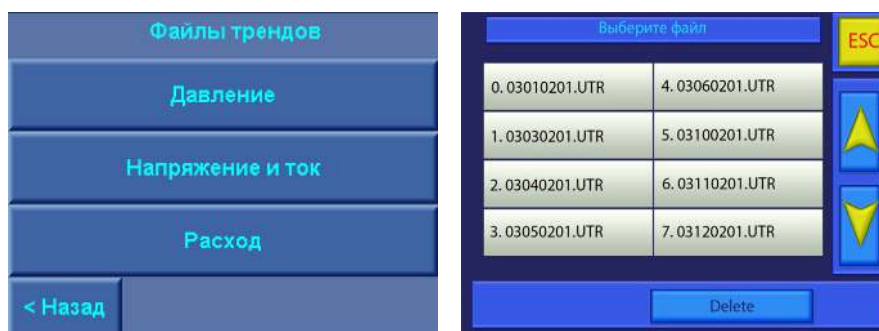 Файлы трендов
Давление
Напряжение и ток
Расход
< Назад
Выберите файл
ESC
0. 03010201.UTR
4. 03060201.UTR
1. 03030201.UTR
5. 03100201.UTR
2. 03040201.UTR
6. 03110201.UTR
3. 03050201.UTR
7. 03120201.UTR
Delete